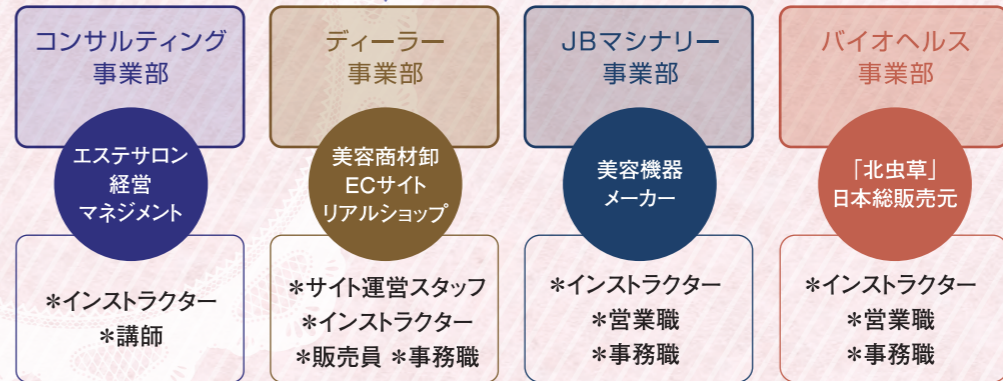 コンサルティング
事業部
エステサロン
経営
マネジメント
*インストラクター
*講師
ディーラー
事業部
美容商材卸
ECサイト
リアルショップ
*サイト運営スタッフ
*インストラクター
*販売員 *事務職
JBマシナリー
事業部
美容機器
メーカー
*インストラクター
*営業職
*事務職
バイオヘルス
事業部
「北虫草」
日本総販売元
*インストラクター
*営業職
*事務職